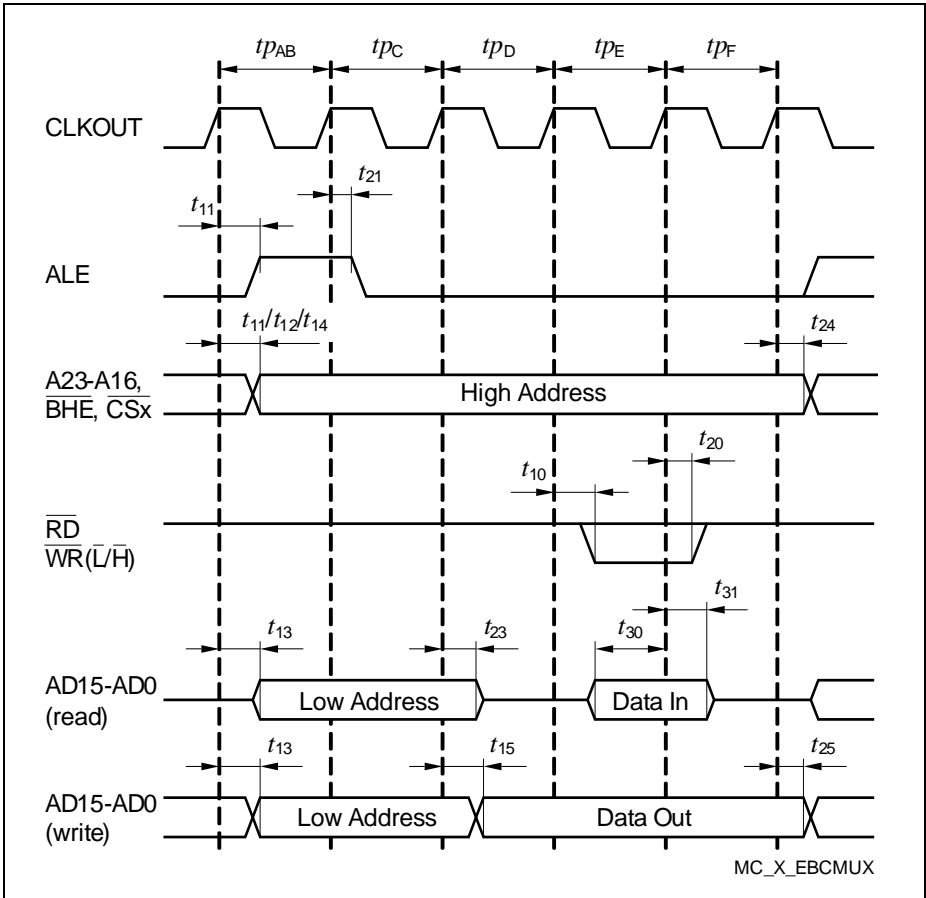 tpAB tpC tpD tpE tpF
CLKOUT
t21
t11
ALE
t11/t12/t14 t24
A23-A16,
BHE, CSx
High Address
t20
t10
RD
WR(L/H)
t31
t13 t23 t30
AD15-AD0
(read)
Low Address Data In
t13 t15 t25
AD15-AD0
(write)
Low Address Data Out
MC_X_EBCMUX